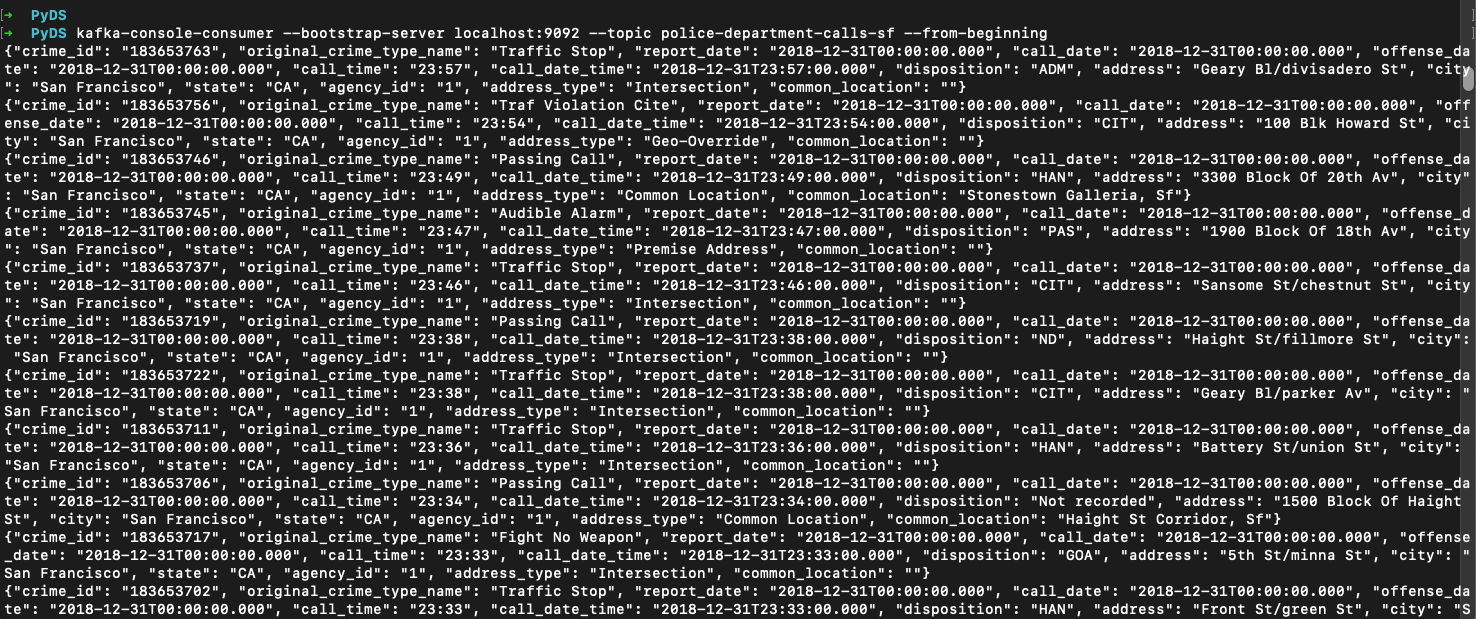 [➜  PyDS ]
[➜  PyDS kafka-console-consumer --bootstrap-server localhost:9092 --topic police-department-calls-sf --from-beginning ]
{"crime_id": "183653763", "original_crime_type_name": "Traffic Stop", "report_date": "2018-12-31T00:00:00.000", "call_date": "2018-12-31T00:00:00.000", "offense_da
te": "2018-12-31T00:00:00.000", "call_time": "23:57", "call_date_time": "2018-12-31T23:57:00.000", "disposition": "ADM", "address": "Geary Bl/divisadero St", "city
": "San Francisco", "state": "CA", "agency_id": "1", "address_type": "Intersection", "common_location": ""}
{"crime_id": "183653756", "original_crime_type_name": "Traf Violation Cite", "report_date": "2018-12-31T00:00:00.000", "call_date": "2018-12-31T00:00:00.000", "off
ense_date": "2018-12-31T00:00:00.000", "call_time": "23:54", "call_date_time": "2018-12-31T23:54:00.000", "disposition": "CIT", "address": "100 Blk Howard St", "ci
ty": "San Francisco", "state": "CA", "agency_id": "1", "address_type": "Geo-Override", "common_location": ""}
{"crime_id": "183653746", "original_crime_type_name": "Passing Call", "report_date": "2018-12-31T00:00:00.000", "call_date": "2018-12-31T00:00:00.000", "offense_da
te": "2018-12-31T00:00:00.000", "call_time": "23:49", "call_date_time": "2018-12-31T23:49:00.000", "disposition": "HAN", "address": "3300 Block Of 20th Av", "city"
: "San Francisco", "state": "CA", "agency_id": "1", "address_type": "Common Location", "common_location": "Stonestown Galleria, Sf"}
{"crime_id": "183653745", "original_crime_type_name": "Audible Alarm", "report_date": "2018-12-31T00:00:00.000", "call_date": "2018-12-31T00:00:00.000", "offense_d
ate": "2018-12-31T00:00:00.000", "call_time": "23:47", "call_date_time": "2018-12-31T23:47:00.000", "disposition": "PAS", "address": "1900 Block Of 18th Av", "city
": "San Francisco", "state": "CA", "agency_id": "1", "address_type": "Premise Address", "common_location": ""}
{"crime_id": "183653737", "original_crime_type_name": "Traffic Stop", "report_date": "2018-12-31T00:00:00.000", "call_date": "2018-12-31T00:00:00.000", "offense_da
te": "2018-12-31T00:00:00.000", "call_time": "23:46", "call_date_time": "2018-12-31T23:46:00.000", "disposition": "CIT", "address": "Sansome St/chestnut St", "city
": "San Francisco", "state": "CA", "agency_id": "1", "address_type": "Intersection", "common_location": ""}
{"crime_id": "183653719", "original_crime_type_name": "Passing Call", "report_date": "2018-12-31T00:00:00.000", "call_date": "2018-12-31T00:00:00.000", "offense_da
te": "2018-12-31T00:00:00.000", "call_time": "23:38", "call_date_time": "2018-12-31T23:38:00.000", "disposition": "ND", "address": "Haight St/fillmore St", "city":
 "San Francisco", "state": "CA", "agency_id": "1", "address_type": "Intersection", "common_location": ""}
{"crime_id": "183653722", "original_crime_type_name": "Traffic Stop", "report_date": "2018-12-31T00:00:00.000", "call_date": "2018-12-31T00:00:00.000", "offense_da
te": "2018-12-31T00:00:00.000", "call_time": "23:38", "call_date_time": "2018-12-31T23:38:00.000", "disposition": "CIT", "address": "Geary Bl/parker Av", "city": "
San Francisco", "state": "CA", "agency_id": "1", "address_type": "Intersection", "common_location": ""}
{"crime_id": "183653711", "original_crime_type_name": "Traffic Stop", "report_date": "2018-12-31T00:00:00.000", "call_date": "2018-12-31T00:00:00.000", "offense_da
te": "2018-12-31T00:00:00.000", "call_time": "23:36", "call_date_time": "2018-12-31T23:36:00.000", "disposition": "HAN", "address": "Battery St/union St", "city":
"San Francisco", "state": "CA", "agency_id": "1", "address_type": "Intersection", "common_location": ""}
{"crime_id": "183653706", "original_crime_type_name": "Passing Call", "report_date": "2018-12-31T00:00:00.000", "call_date": "2018-12-31T00:00:00.000", "offense_da
te": "2018-12-31T00:00:00.000", "call_time": "23:34", "call_date_time": "2018-12-31T23:34:00.000", "disposition": "Not recorded", "address": "1500 Block Of Haight
St", "city": "San Francisco", "state": "CA", "agency_id": "1", "address_type": "Common Location", "common_location": "Haight St Corridor, Sf"}
{"crime_id": "183653717", "original_crime_type_name": "Fight No Weapon", "report_date": "2018-12-31T00:00:00.000", "call_date": "2018-12-31T00:00:00.000", "offense
_date": "2018-12-31T00:00:00.000", "call_time": "23:33", "call_date_time": "2018-12-31T23:33:00.000", "disposition": "GOA", "address": "5th St/minna St", "city": "
San Francisco", "state": "CA", "agency_id": "1", "address_type": "Intersection", "common_location": ""}
{"crime_id": "183653702", "original_crime_type_name": "Traffic Stop", "report_date": "2018-12-31T00:00:00.000", "call_date": "2018-12-31T00:00:00.000", "offense_da
te": "2018-12-31T00:00:00.000", "call_time": "23:33", "call_date_time": "2018-12-31T23:33:00.000", "disposition": "HAN", "address": "Front St/green St", "city": "S